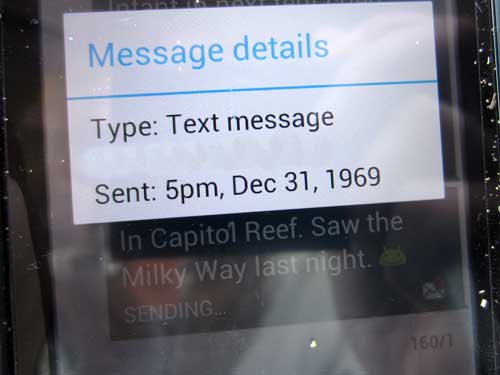 Message details
Type: Text message
Sent: 5pm, Dec 31, 1969
In Capitol Reef. Saw the
Milky Way last night.
SENDING...
160/1